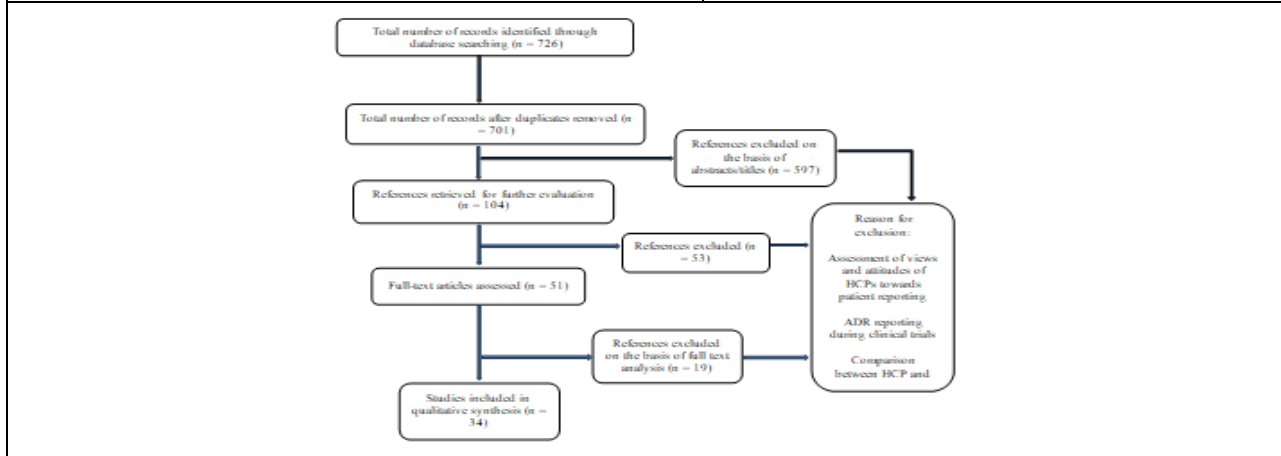 Total number of records identified through
database searching (n – 726)
Total number of records after duplicates removed (n
– 701)
References excluded on
the basis of
abstracts/titles (n – 597)
References retrieved for further evaluation
(n – 104)
References excluded (n
– 53)
Full-text articles assessed (n – 51)
References excluded
on the basis of full text
analysis (n – 19)
Studies included in
qualitative synthesis (n –
34)
Reason for
exclusion:
Assessment of views
and attitudes of
HCPs towards
patient reporting
ADR reporting
during clinical trials
Comparison
between HCP and